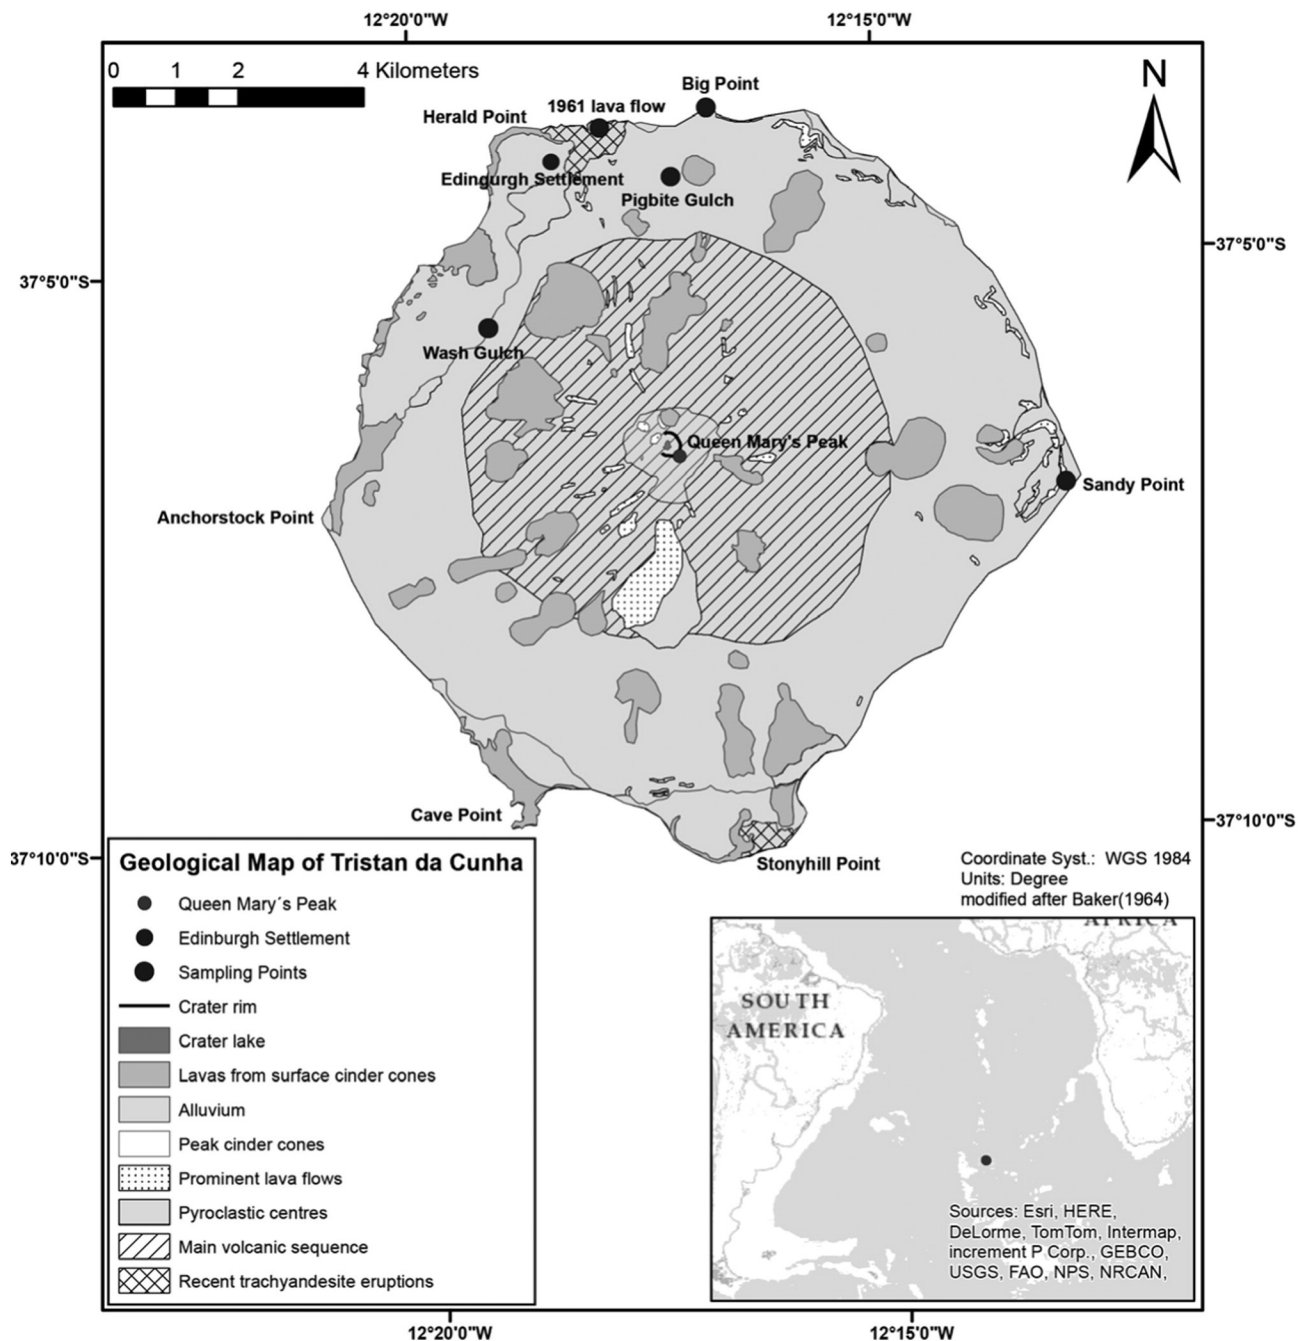 12°20'0"W
12°15'0"W
0 1 2 4 Kilometers
N
Big Point
1961 lava flow
Herald Point
Edingurgh Settlement
Pigbite Gulch
37°5'0"S
37°5'0"S
Wash Gulch
Queen Mary's Peak
Sandy Point
Anchorstock Point
Cave Point
Stonyhill Point
37°10'0"S
37°10'0"S
Geological Map of Tristan da Cunha
Queen Mary´s Peak
Edinburgh Settlement
Sampling Points
Crater rim
Crater lake
Lavas from surface cinder cones
Alluvium
Peak cinder cones
Prominent lava flows
Pyroclastic centres
Main volcanic sequence
Recent trachyandesite eruptions
Coordinate Syst.: WGS 1984
Units: Degree
modified after Baker(1964)
AFRICA
SOUTH
AMERICA
Sources: Esri, HERE,
DeLorme, TomTom, Intermap,
increment P Corp., GEBCO,
USGS, FAO, NPS, NRCAN,
12°20'0"W
12°15'0"W